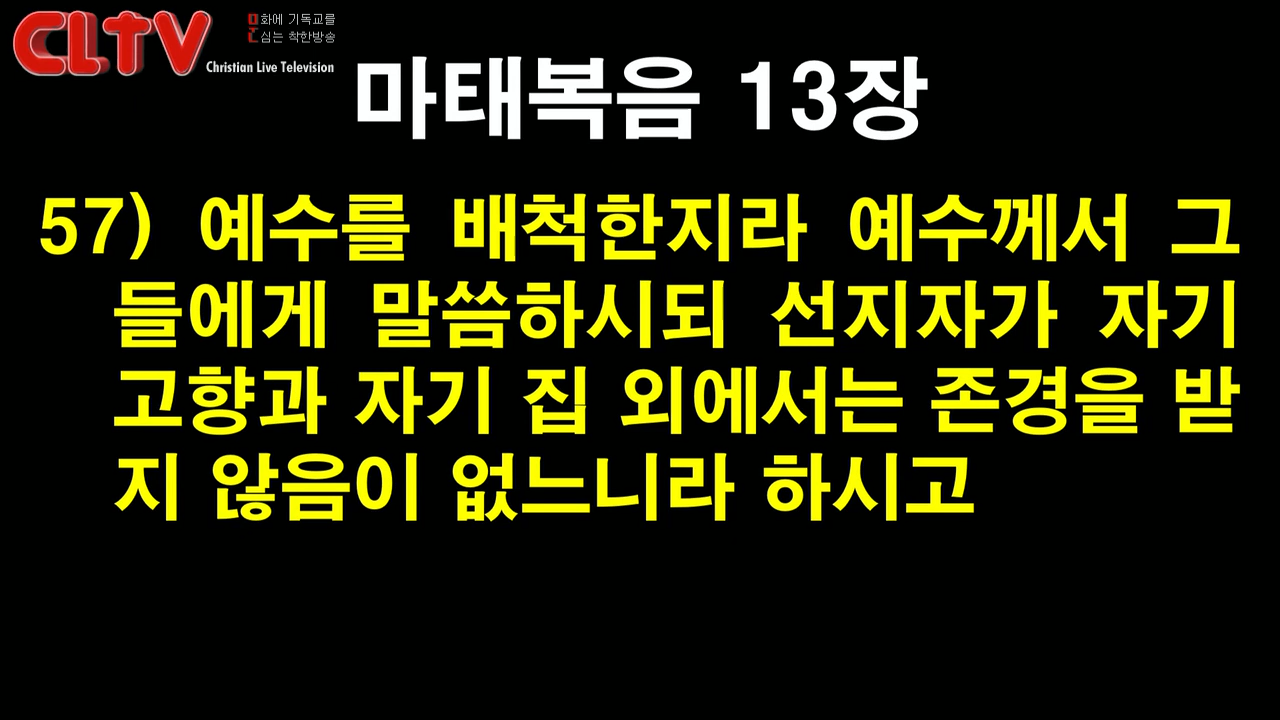 CLTV
문화에 기독교를
심는 착한방송
Christian Live Television
마태복음 13장
57) 예수를 배척한지라 예수께서 그
들에게 말씀하시되 선지자가 자기
고향과 자기 집 외에서는 존경을 받
지 않음이 없느니라 하시고